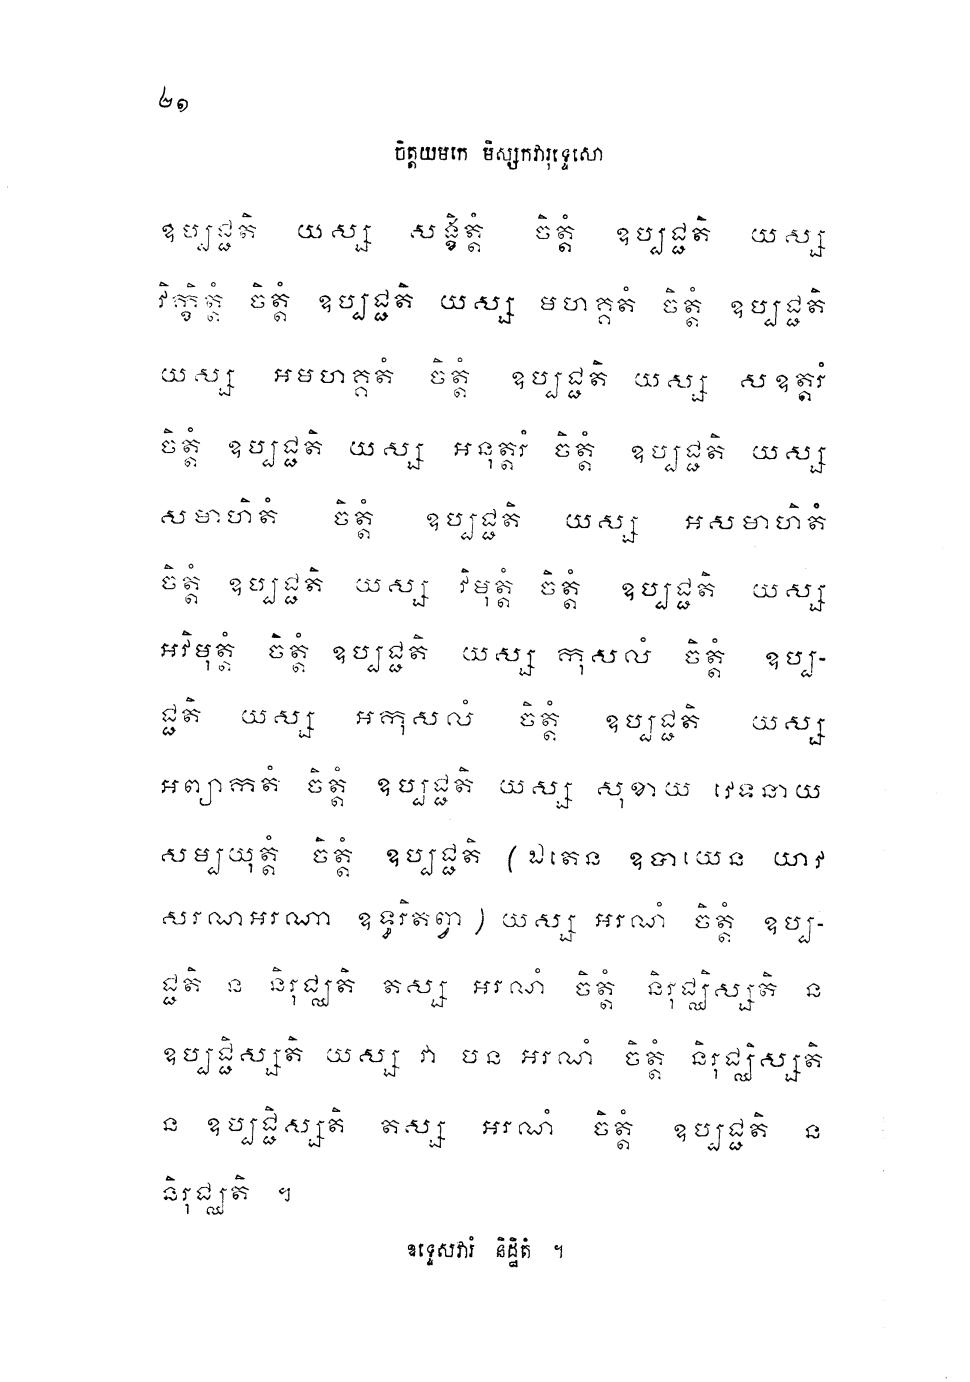 ៤១
ចិត្តយមកេ មិស្សកវារុទ្ទេសោ
ឧប្បជ្ជតិ យស្ស សង្ខិត្តំ ចិត្តំ ឧប្បជ្ជតិ យស្ស
វិក្ខិត្តំ ចិត្តំ ឧប្បជ្ជតិ យស្ស មហគ្គតំ ចិត្តំ ឧប្បជ្ជតិ
យស្ស អមហគ្គតំ ចិត្តំ ឧប្បជ្ជតិ យស្ស សឧត្តរំ
ចិត្តំ ឧប្បជ្ជតិ យស្ស អនុត្តរំ ចិត្តំ ឧប្បជ្ជតិ យស្ស
សមាហិតំ ចិត្តំ ឧប្បជ្ជតិ យស្ស អសមាហិតំ
ចិត្តំ ឧប្បជ្ជតិ យស្ស វិមុត្តំ ចិត្តំ ឧប្បជ្ជតិ យស្ស
អវិមុត្តំ ចិត្តំ ឧប្បជ្ជតិ យស្ស កុសលំ ចិត្តំ ឧប្ប-
ជ្ជតិ យស្ស អកុសលំ ចិត្តំ ឧប្បជ្ជតិ យស្ស
អព្យាកតំ ចិត្តំ ឧប្បជ្ជតិ យស្ស សុខាយ វេទនាយ
សម្បយុត្តំ ចិត្តំ ឧប្បជ្ជតិ (ឯតេន ឧបាយេន យាវ
សរណអរណា ឧទ្ធរិតព្វា) យស្ស អរណំ ចិត្តំ ឧប្ប-
ជ្ជតិ ន និរុជ្ឈតិ តស្ស អរណំ ចិត្តំ និរុជ្ឈិស្សតិ ន
ឧប្បជ្ជិស្សតិ យស្ស វា បន អរណំ ចិត្តំ និរុជ្ឈិស្សតិ
ន ឧប្បជ្ជិស្សតិ តស្ស អរណំ ចិត្តំ ឧប្បជ្ជតិ ន
និរុជ្ឈតិ ។
ឧទ្ទេសវារំ និដ្ឋិតំ ។